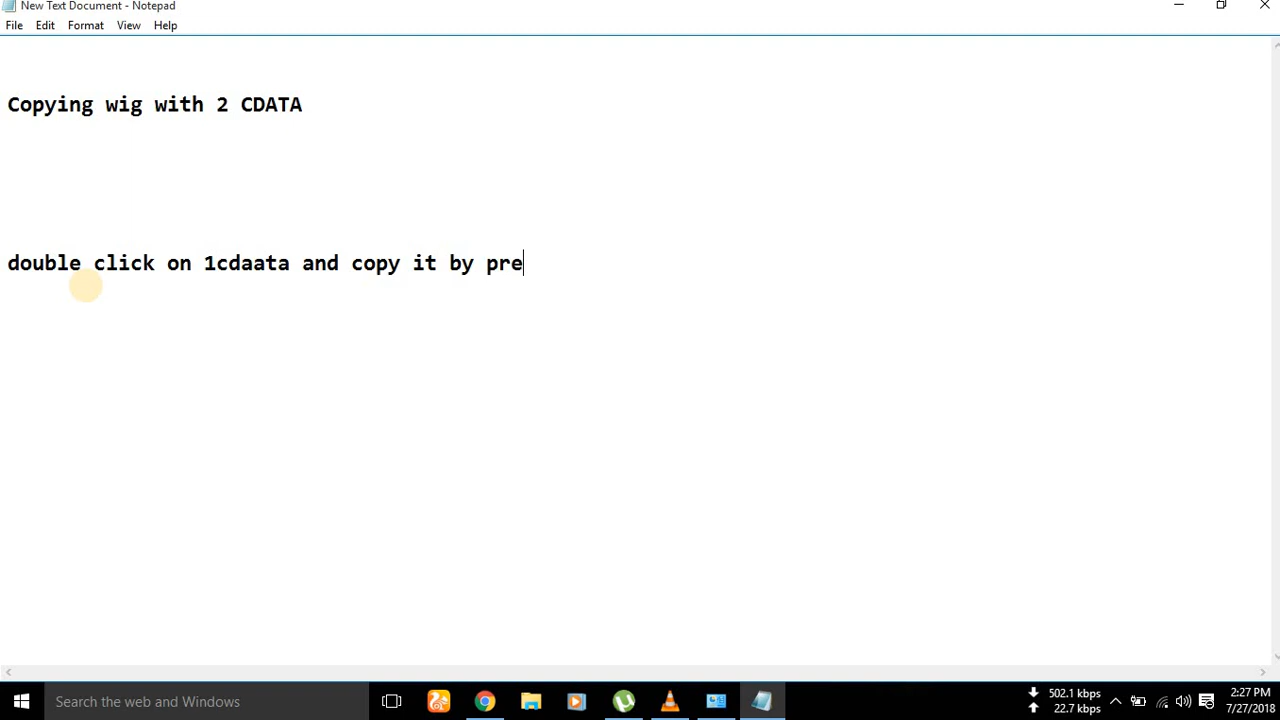 New Text Document - Notepad
File Edit Format View Help
Copying wig with 2 CDATA
double click on 1cdaata and copy it by pre
Search the web and Windows
502.1 kbps
22.7 kbps
2:27 PM
7/27/2018